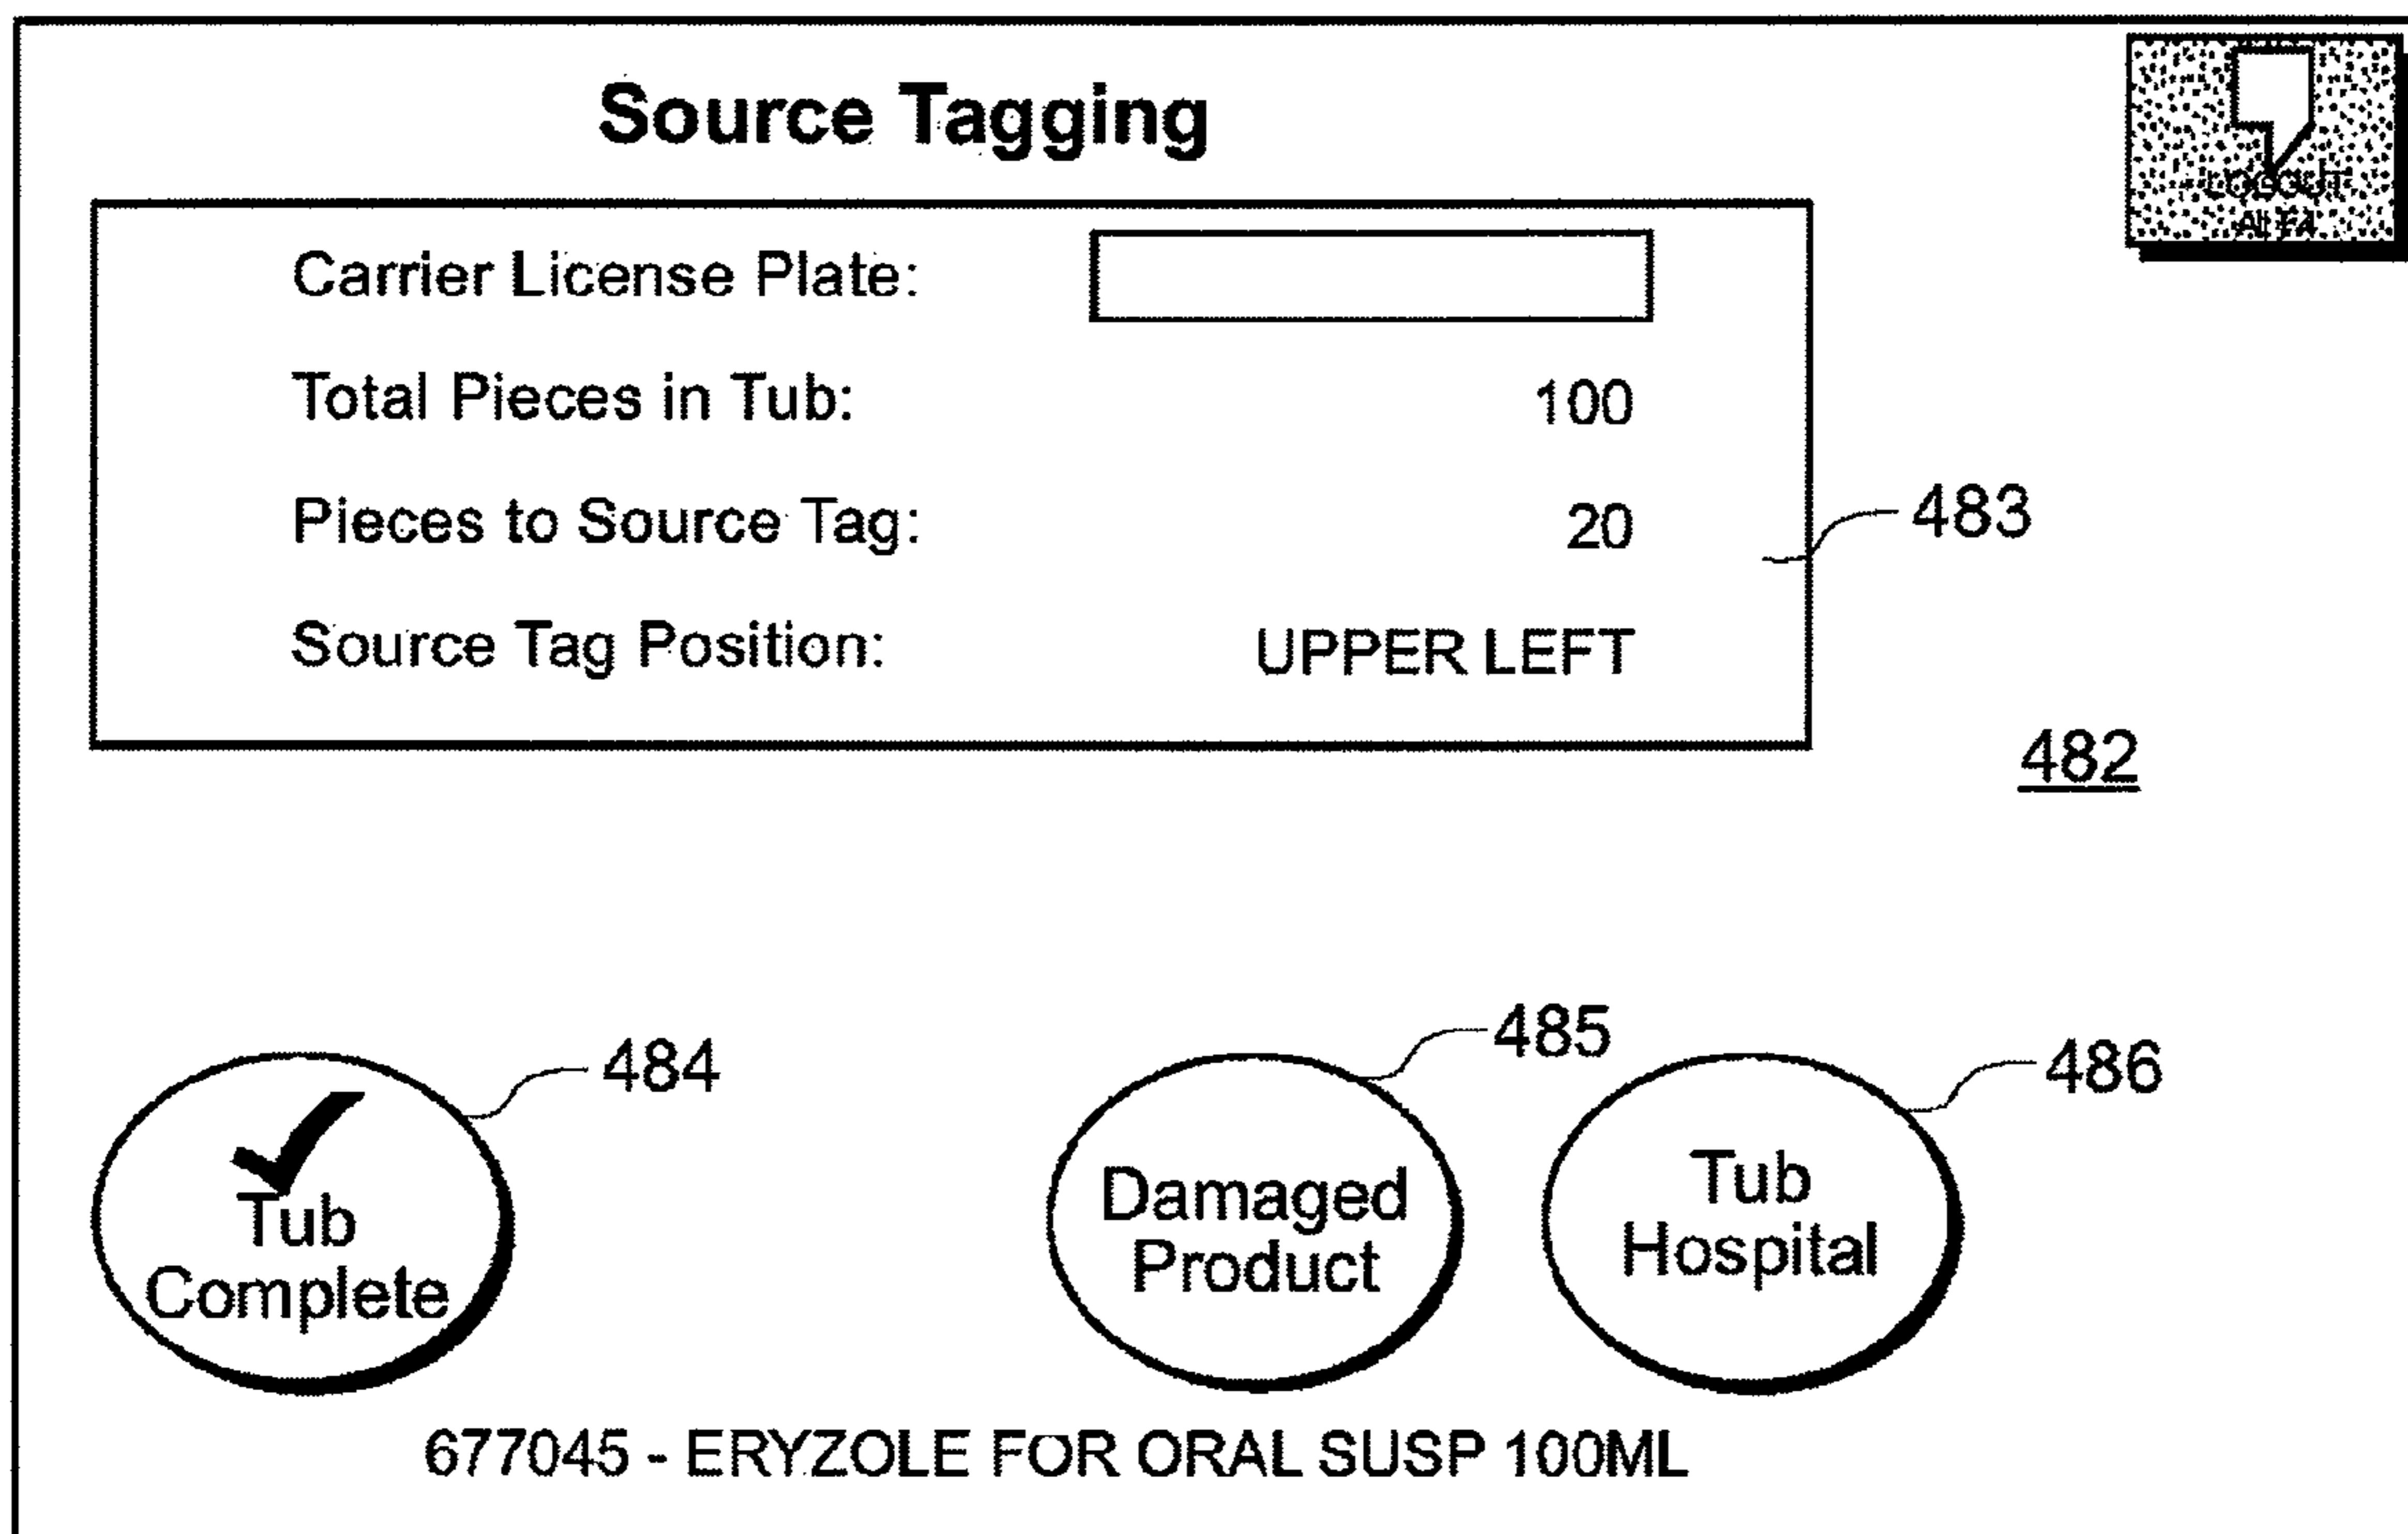 Source Tagging
LOGOUT
Carrier License Plate:
Total Pieces in Tub: 100
Pieces to Source Tag: 20
483
Source Tag Position: UPPER LEFT
482
484
485
486
Tub
Complete
Damaged
Product
Tub
Hospital
677045 - ERYZOLE FOR ORAL SUSP 100ML